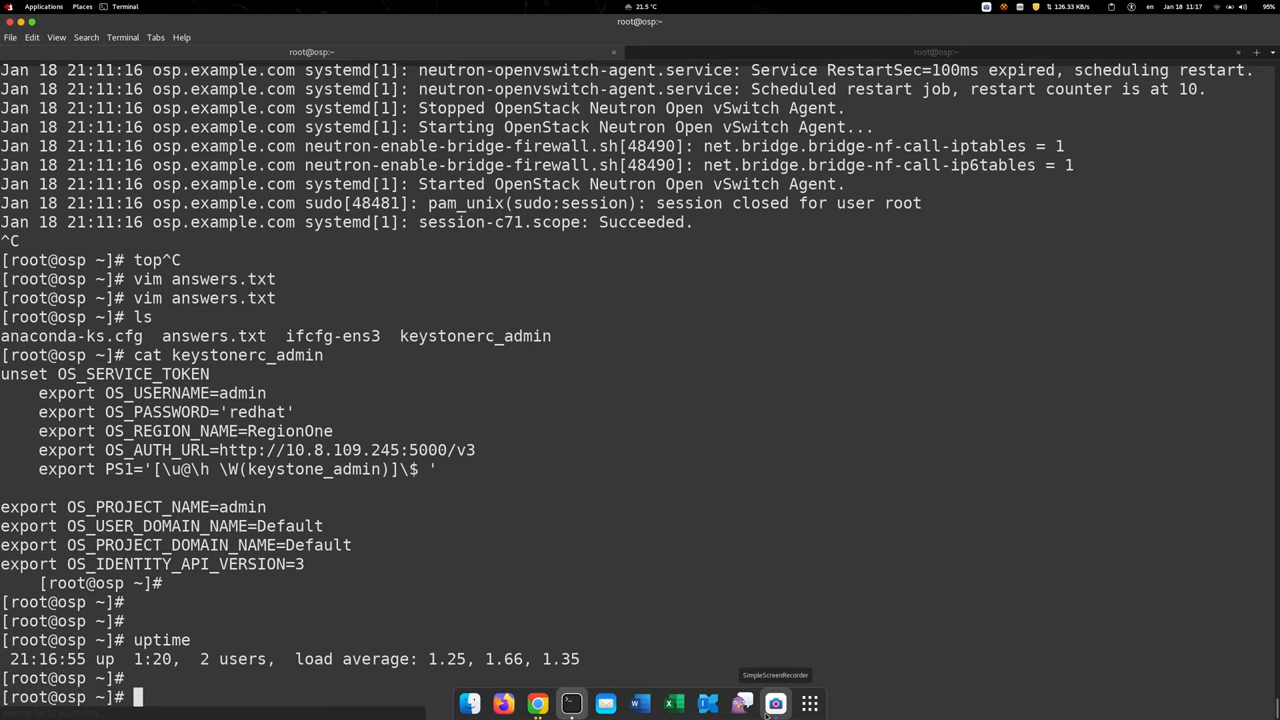 Applications Places Terminal 21.5 °C 126.33 KB/s en Jan 18 11:17 95%
root@osp:~
File Edit View Search Terminal Tabs Help
root@osp:~ × root@osp:~ ×
Jan 18 21:11:16 osp.example.com systemd[1]: neutron-openvswitch-agent.service: Service RestartSec=100ms expired, scheduling restart.
Jan 18 21:11:16 osp.example.com systemd[1]: neutron-openvswitch-agent.service: Scheduled restart job, restart counter is at 10.
Jan 18 21:11:16 osp.example.com systemd[1]: Stopped OpenStack Neutron Open vSwitch Agent.
Jan 18 21:11:16 osp.example.com systemd[1]: Starting OpenStack Neutron Open vSwitch Agent...
Jan 18 21:11:16 osp.example.com neutron-enable-bridge-firewall.sh[48490]: net.bridge.bridge-nf-call-iptables = 1
Jan 18 21:11:16 osp.example.com neutron-enable-bridge-firewall.sh[48490]: net.bridge.bridge-nf-call-ip6tables = 1
Jan 18 21:11:16 osp.example.com systemd[1]: Started OpenStack Neutron Open vSwitch Agent.
Jan 18 21:11:16 osp.example.com sudo[48481]: pam_unix(sudo:session): session closed for user root
Jan 18 21:11:16 osp.example.com systemd[1]: session-c71.scope: Succeeded.
^C
[root@osp ~]# top^C
[root@osp ~]# vim answers.txt
[root@osp ~]# vim answers.txt
[root@osp ~]# ls
anaconda-ks.cfg answers.txt ifcfg-ens3 keystonerc_admin
[root@osp ~]# cat keystonerc_admin
unset OS_SERVICE_TOKEN
export OS_USERNAME=admin
export OS_PASSWORD='redhat'
export OS_REGION_NAME=RegionOne
export OS_AUTH_URL=http://10.8.109.245:5000/v3
export PS1='[\u@\h \W(keystone_admin)]\$ '
export OS_PROJECT_NAME=admin
export OS_USER_DOMAIN_NAME=Default
export OS_PROJECT_DOMAIN_NAME=Default
export OS_IDENTITY_API_VERSION=3
[root@osp ~]#
[root@osp ~]#
[root@osp ~]#
[root@osp ~]# uptime
21:16:55 up 1:20, 2 users, load average: 1.25, 1.66, 1.35
[root@osp ~]#
[root@osp ~]#
SimpleScreenRecorder